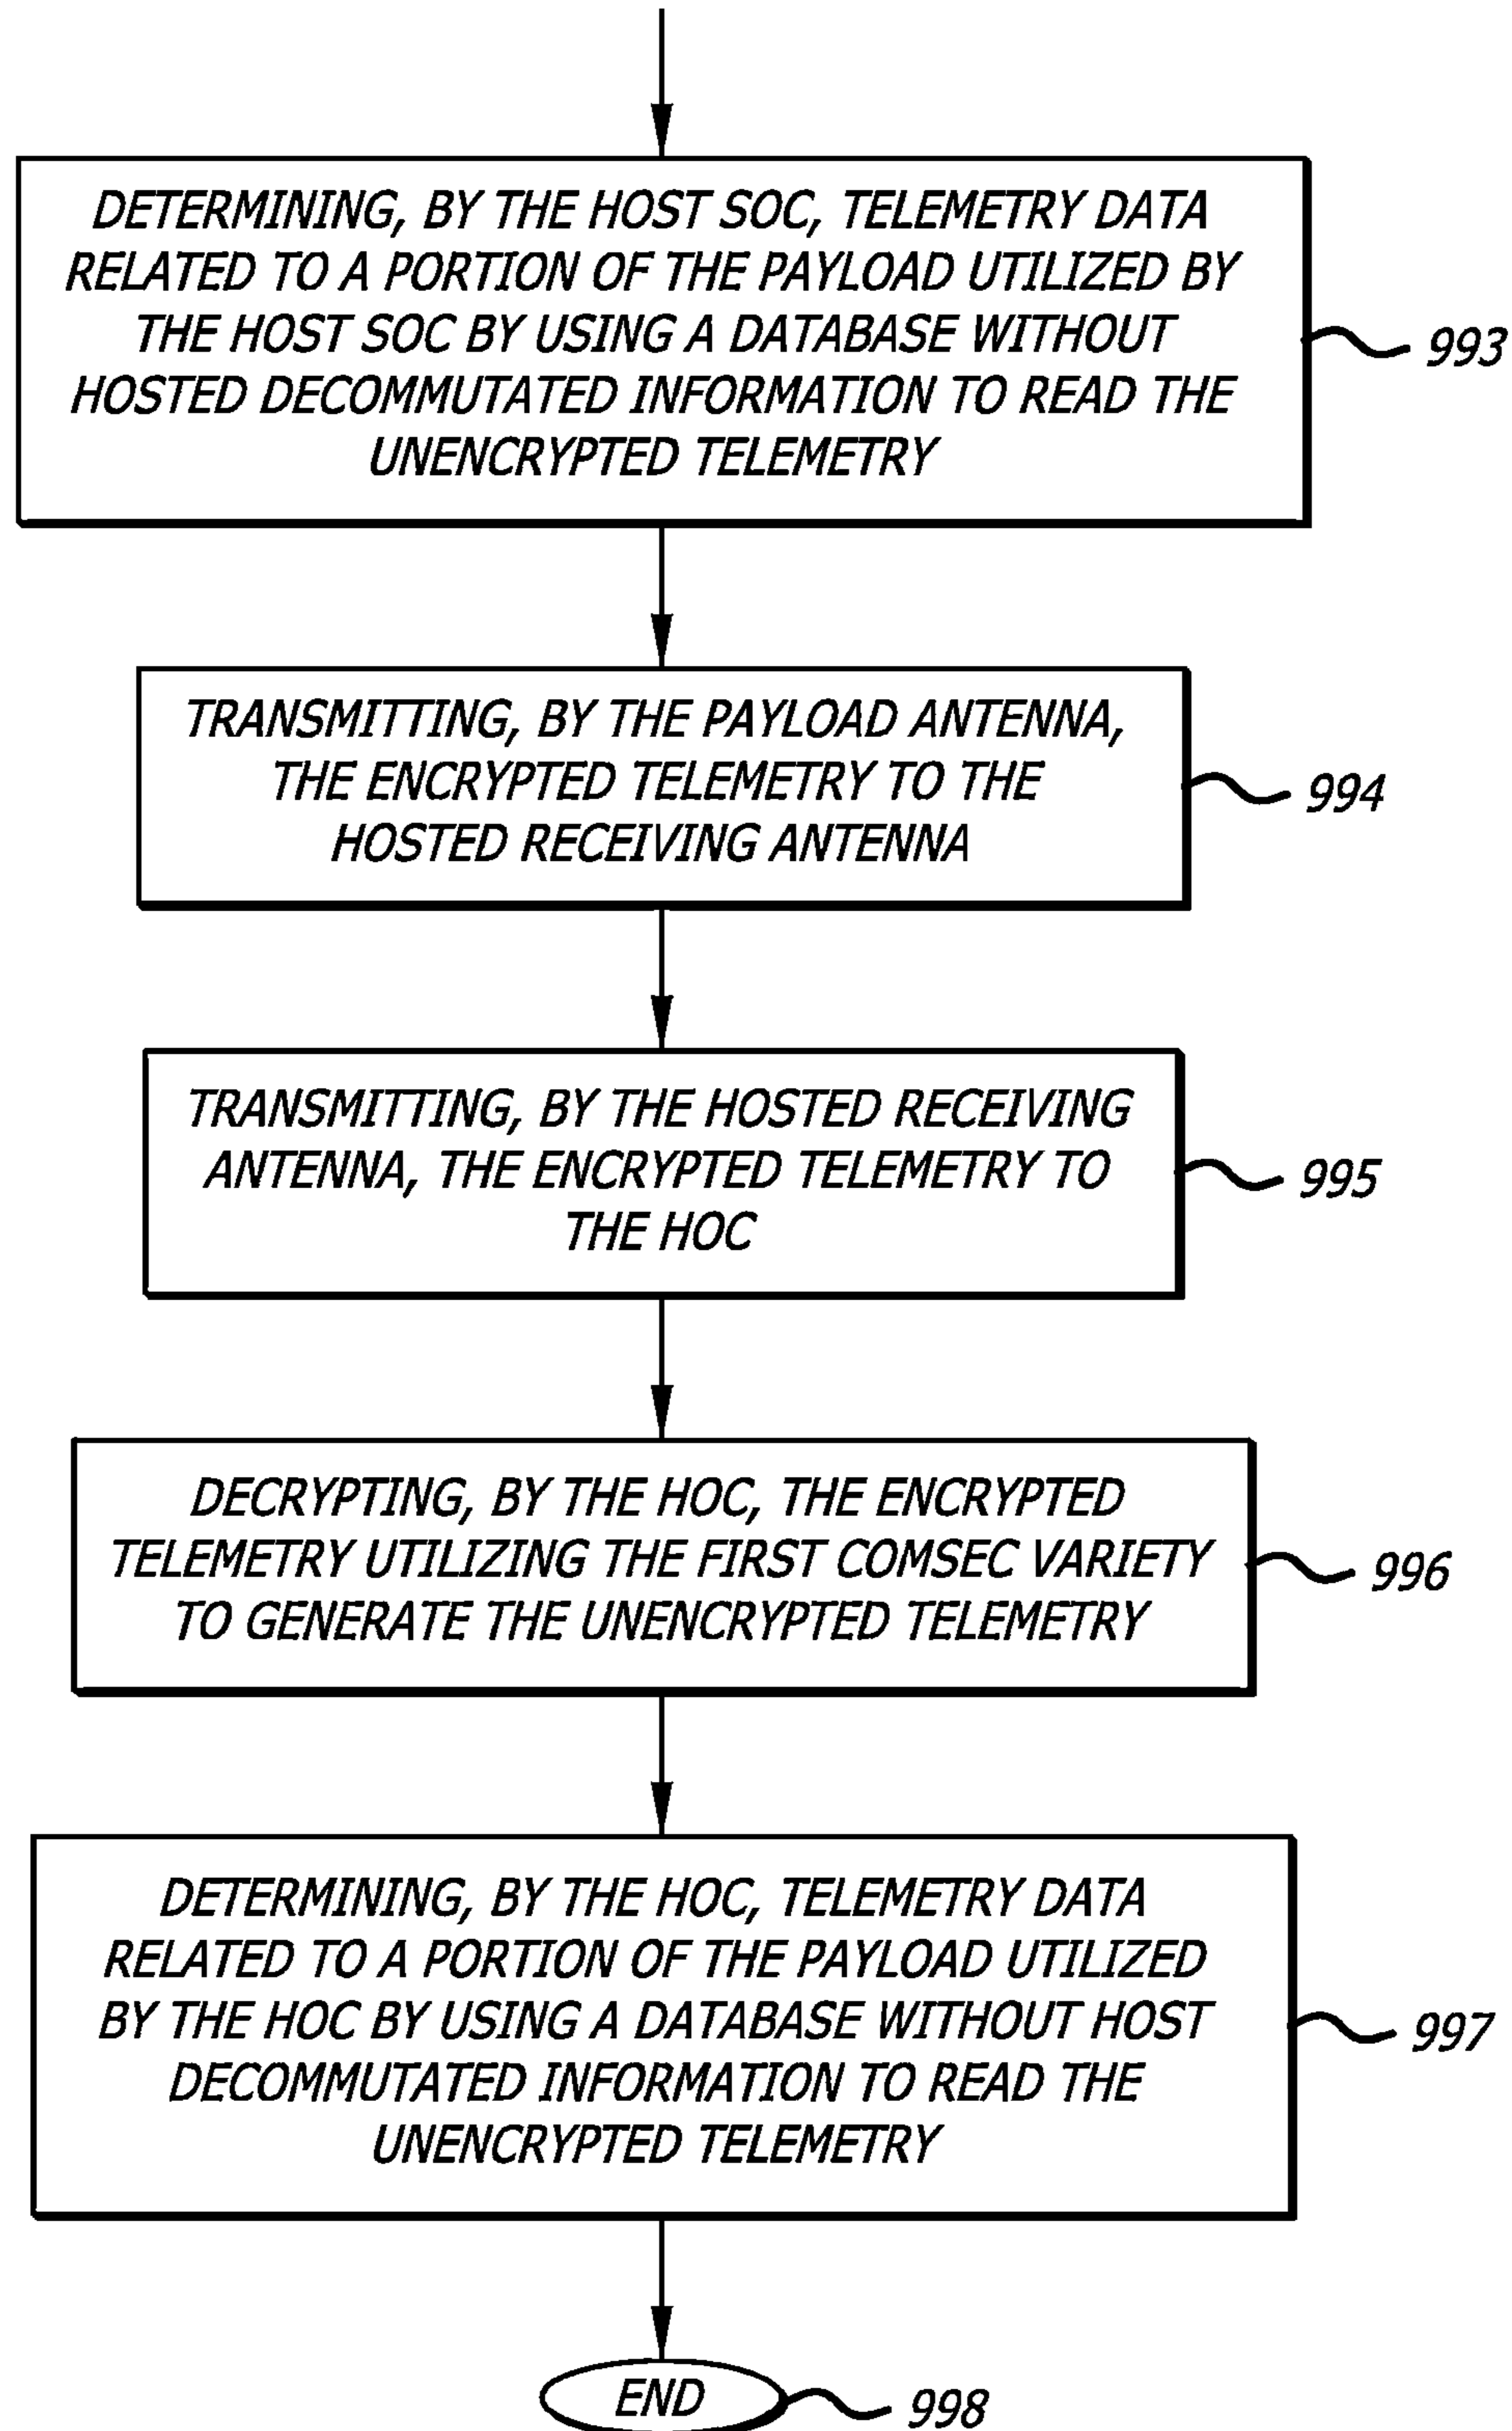 DETERMINING, BY THE HOST SOC, TELEMETRY DATA
RELATED TO A PORTION OF THE PAYLOAD UTILIZED BY
THE HOST SOC BY USING A DATABASE WITHOUT
HOSTED DECOMMUTATED INFORMATION TO READ THE
UNENCRYPTED TELEMETRY
993
TRANSMITTING, BY THE PAYLOAD ANTENNA,
THE ENCRYPTED TELEMETRY TO THE
HOSTED RECEIVING ANTENNA
994
TRANSMITTING, BY THE HOSTED RECEIVING
ANTENNA, THE ENCRYPTED TELEMETRY TO
THE HOC
995
DECRYPTING, BY THE HOC, THE ENCRYPTED
TELEMETRY UTILIZING THE FIRST COMSEC VARIETY
TO GENERATE THE UNENCRYPTED TELEMETRY
996
DETERMINING, BY THE HOC, TELEMETRY DATA
RELATED TO A PORTION OF THE PAYLOAD UTILIZED
BY THE HOC BY USING A DATABASE WITHOUT HOST
DECOMMUTATED INFORMATION TO READ THE
UNENCRYPTED TELEMETRY
997
END
998